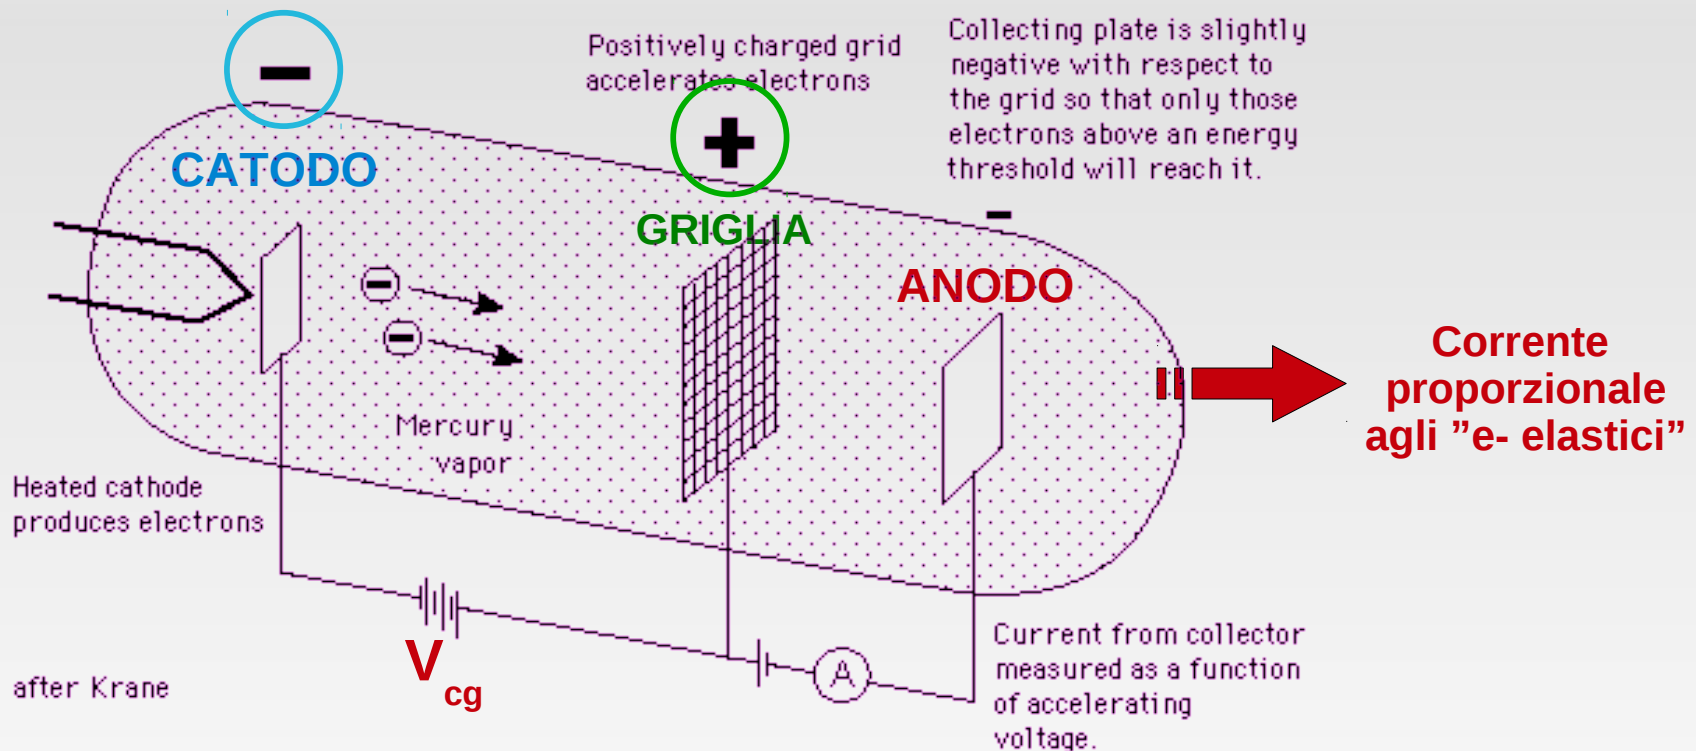 Positively charged grid
accelerates electrons
Collecting plate is slightly
negative with respect to
the grid so that only those
electrons above an energy
threshold will reach it.
CATODO
GRIGLIA
ANODO
Corrente
proporzionale
agli ”e- elastici”
Mercury
vapor
Heated cathode
produces electrons
V cg
A
Current from collector
measured as a function
of accelerating
voltage.
after Krane